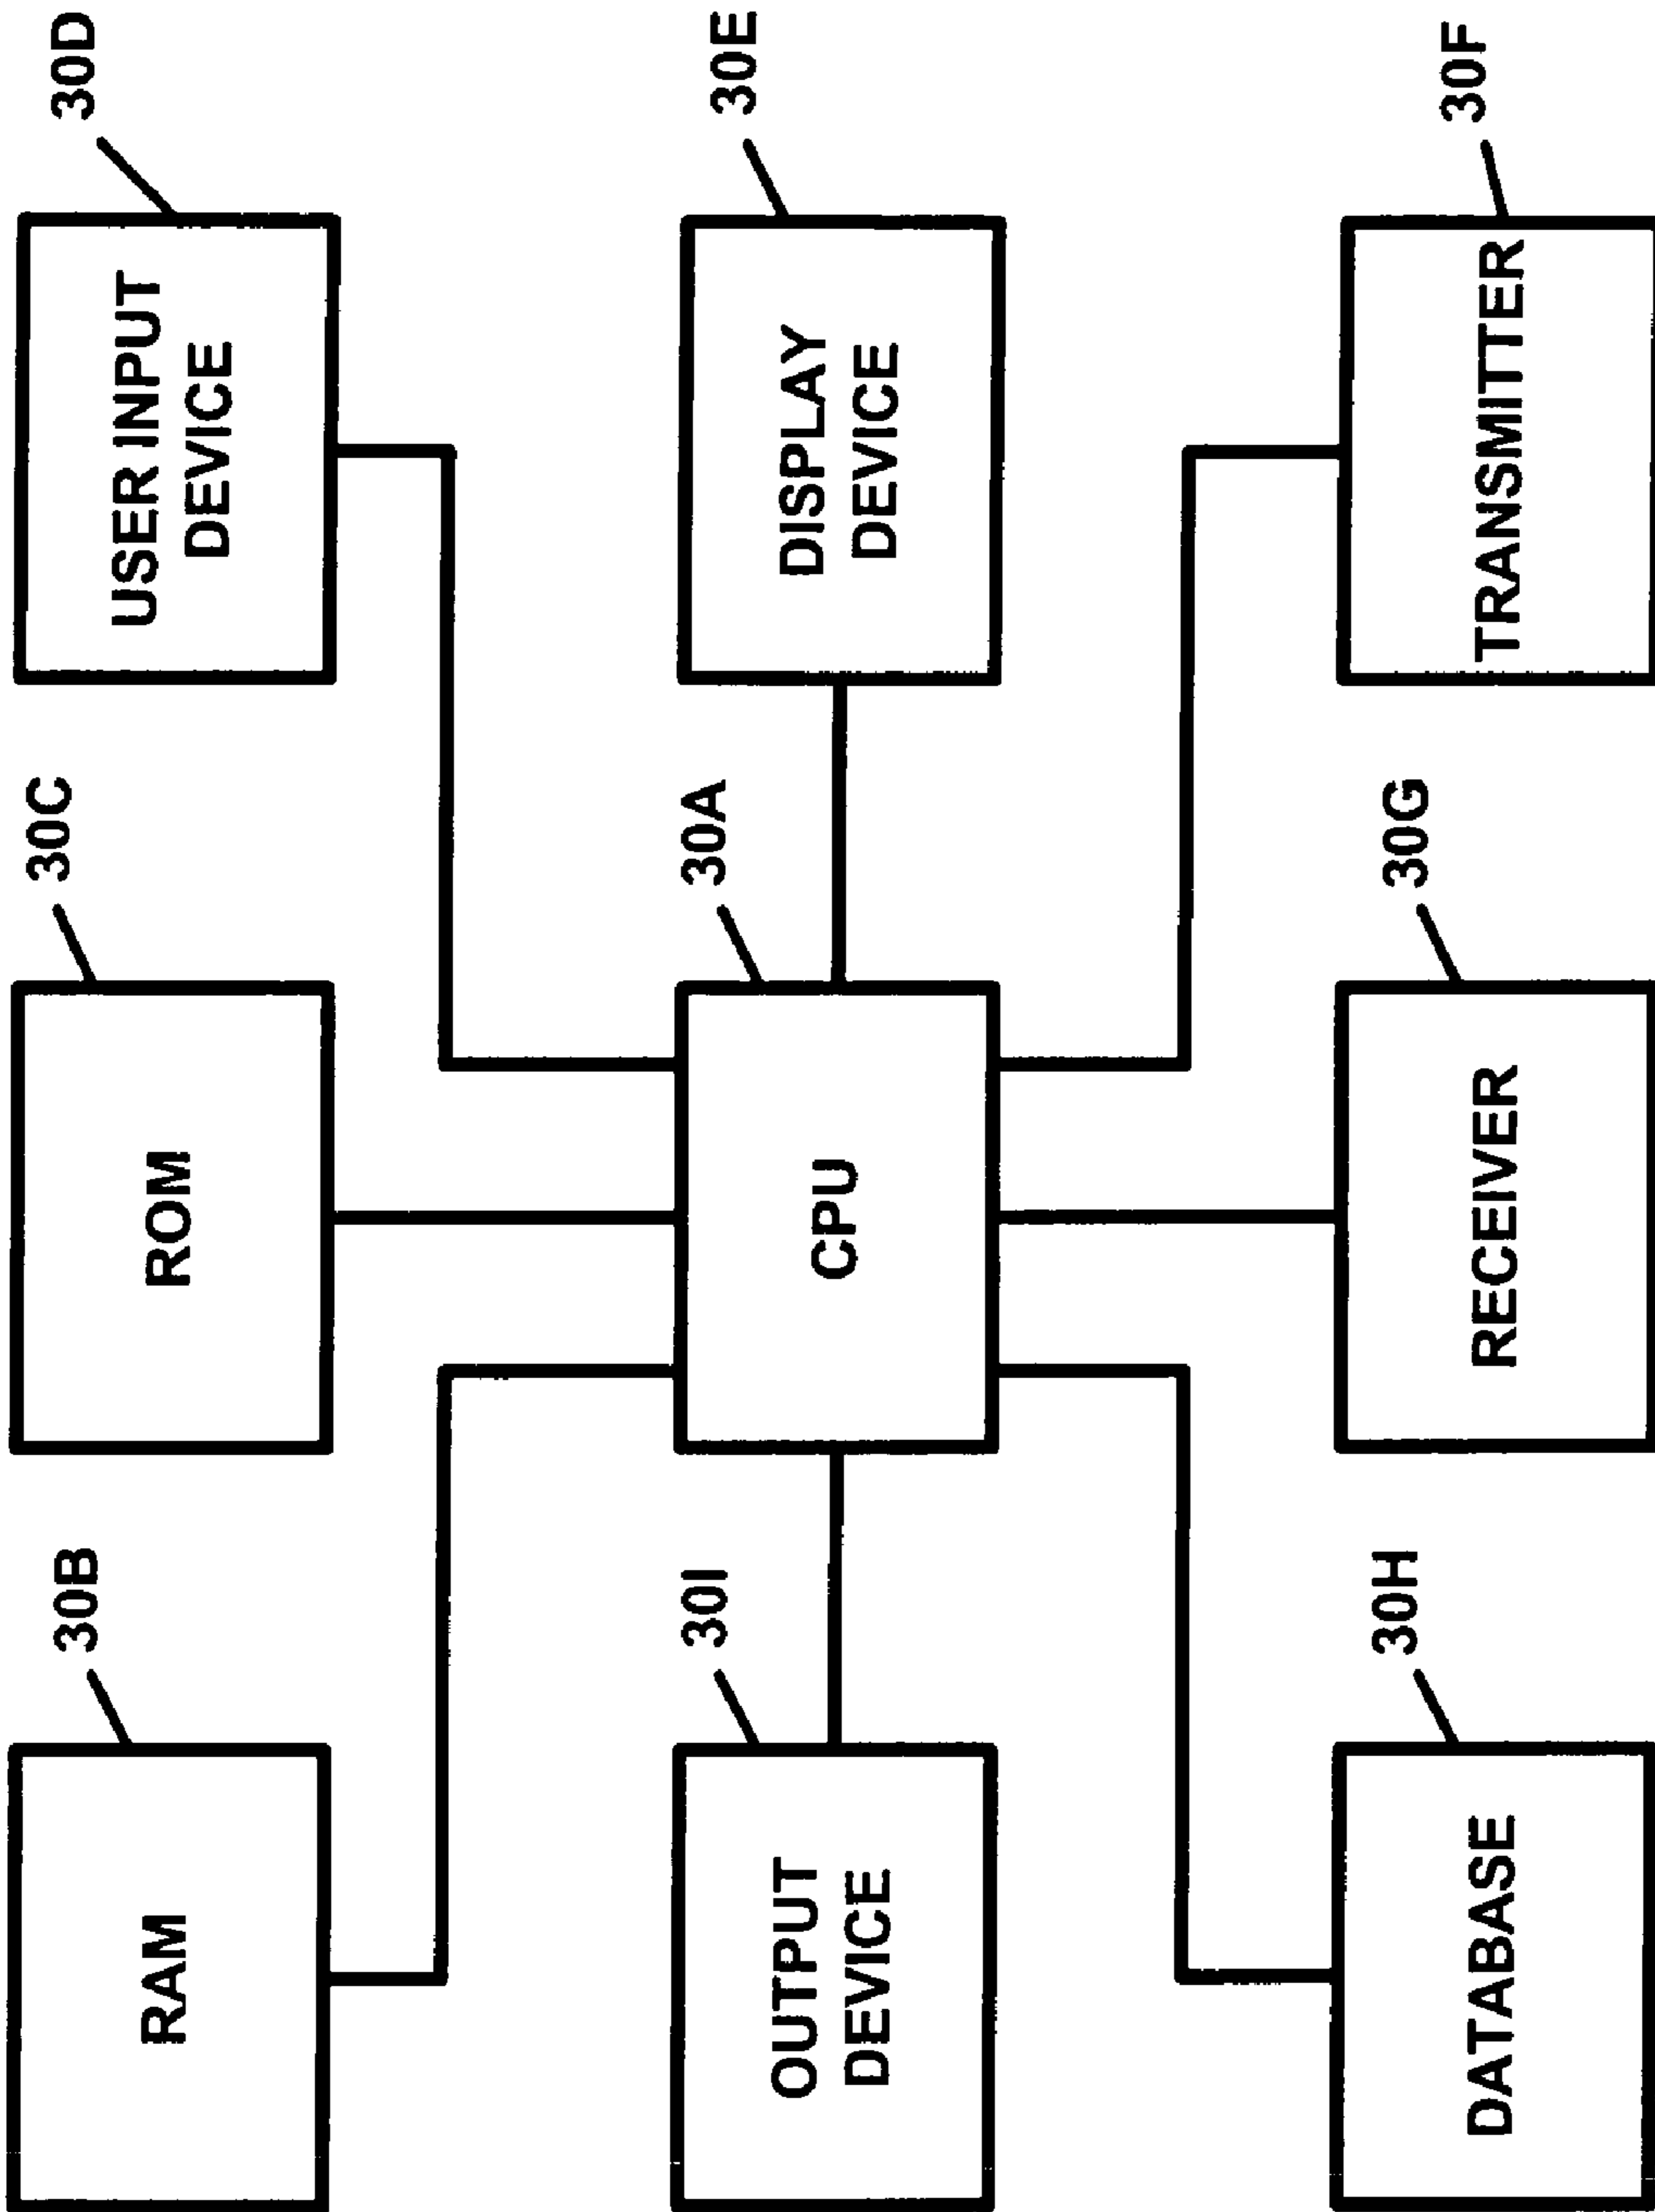 30B
30C
30D
RAM
ROM
USER INPUT
DEVICE
30I
30A
30E
OUTPUT
DEVICE
CPU
DISPLAY
DEVICE
30H
30G
30F
DATABASE
RECEIVER
TRANSMITTER